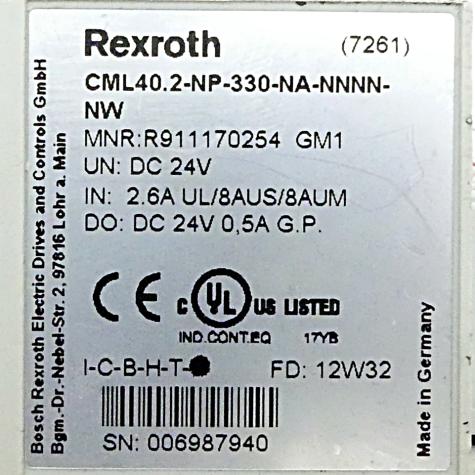 Rexroth (7261)
CML40.2-NP-330-NA-NNNN-
NW
MNR:R911170254 GM1
UN: DC 24V
IN: 2.6A UL/8AUS/8AUM
DO: DC 24V 0,5A G.P.
CE c UL US LISTED
IND.CONT.EQ 17YB
I-C-B-H-T-
FD: 12W32
SN: 006987940
Bosch Rexroth Electric Drives and Controls GmbH
Bgm.-Dr.-Nebel-Str. 2, 97816 Lohr a. Main
Made in Germany